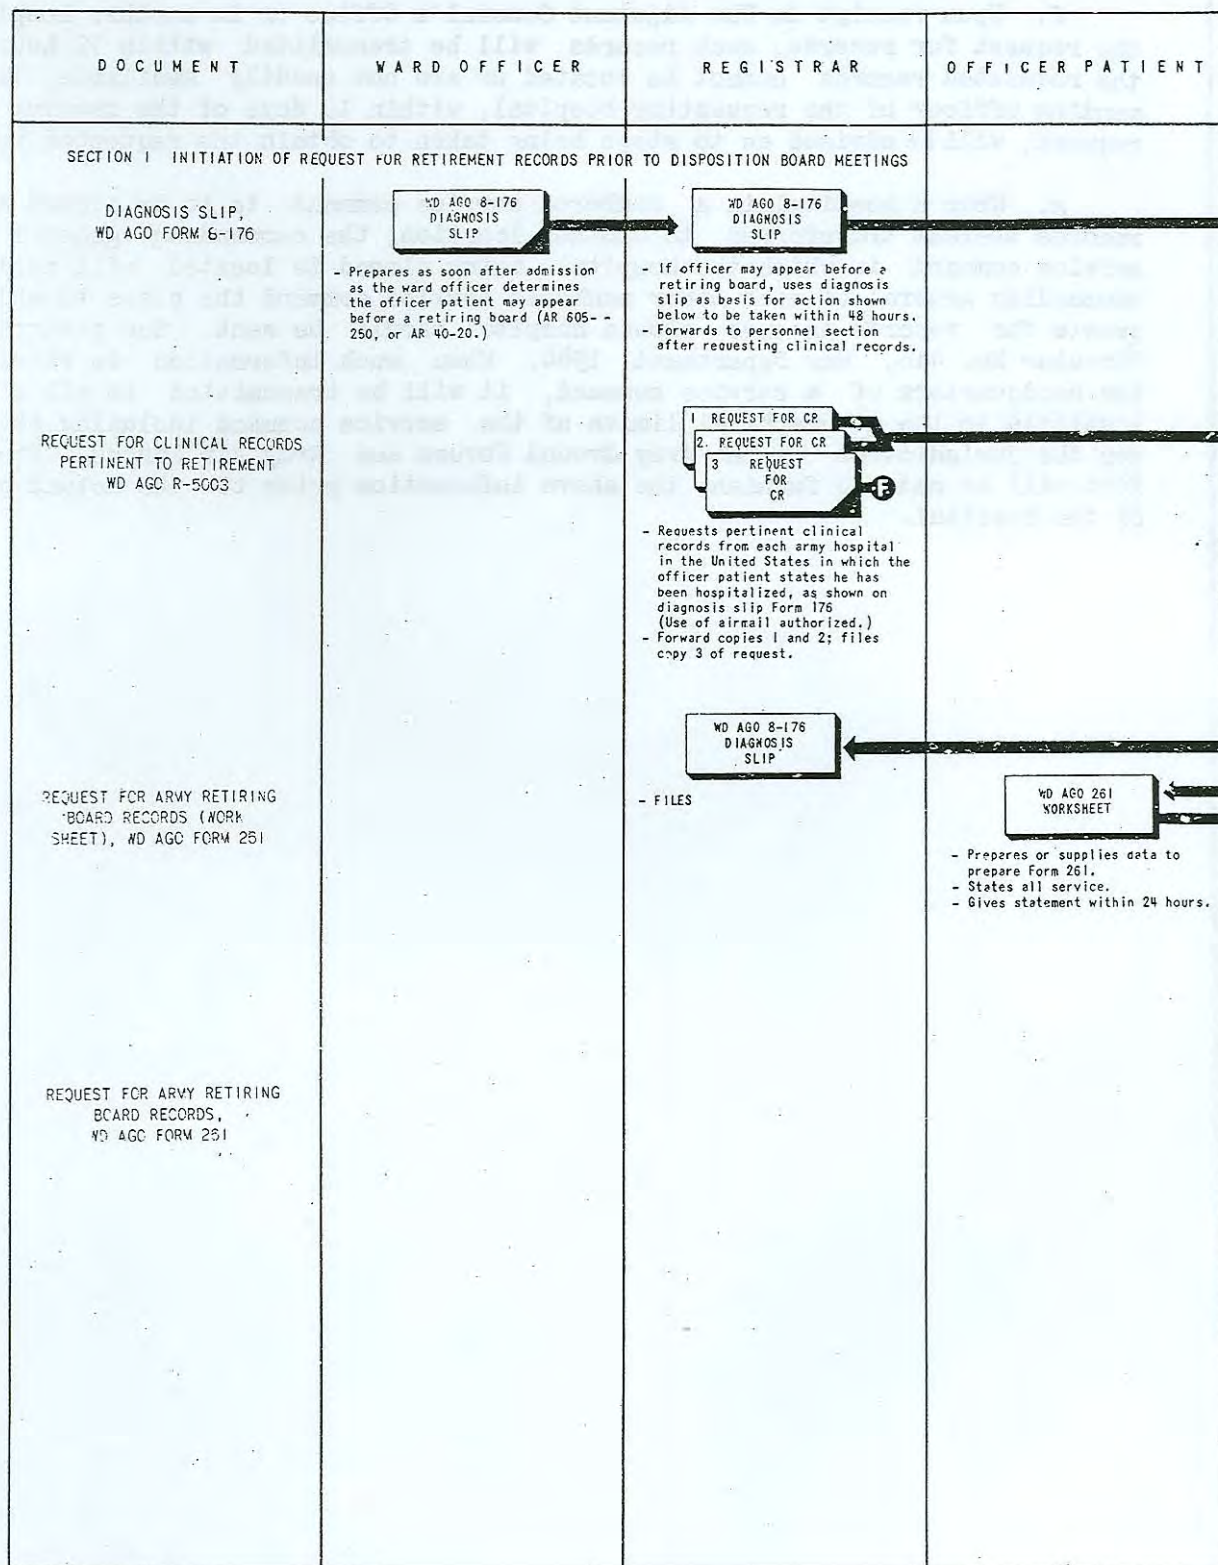 DOCUMENT
WARD OFFICER
REGISTRAR
OFFICER PATIENT
SECTION I INITIATION OF REQUEST FOR RETIREMENT RECORDS PRIOR TO DISPOSITION BOARD MEETINGS
DIAGNOSIS SLIP,
WD AGO FORM 8-176
WD AGO 8-176
DIAGNOSIS
SLIP
- Prepares as soon after admission
as the ward officer determines
the officer patient may appear
before a retiring board (AR 605--
250, or AR 40-20.)
WD AGO 8-176
DIAGNOSIS
SLIP
- If officer may appear before a
retiring board, uses diagnosis
slip as basis for action shown
below to be taken within 48 hours.
- Forwards to personnel section
after requesting clinical records.
REQUEST FOR CLINICAL RECORDS
PERTINENT TO RETIREMENT
WD AGO R-5003
1 REQUEST FOR CR
2. REQUEST FOR CR
3 REQUEST
FOR
CR
F
- Requests pertinent clinical
records from each army hospital
in the United States in which the
officer patient states he has
been hospitalized, as shown on
diagnosis slip Form 176
(Use of airmail authorized.)
- Forward copies 1 and 2; files
copy 3 of request.
WD AGO 8-176
DIAGNOSIS
SLIP
- FILES
REQUEST FOR ARMY RETIRING
BOARD RECORDS (WORK
SHEET), WD AGO FORM 261
WD AGO 261
WORKSHEET
- Prepares or supplies data to
prepare Form 261.
- States all service.
- Gives statement within 24 hours.
REQUEST FOR ARMY RETIRING
BOARD RECORDS,
WD AGO FORM 261